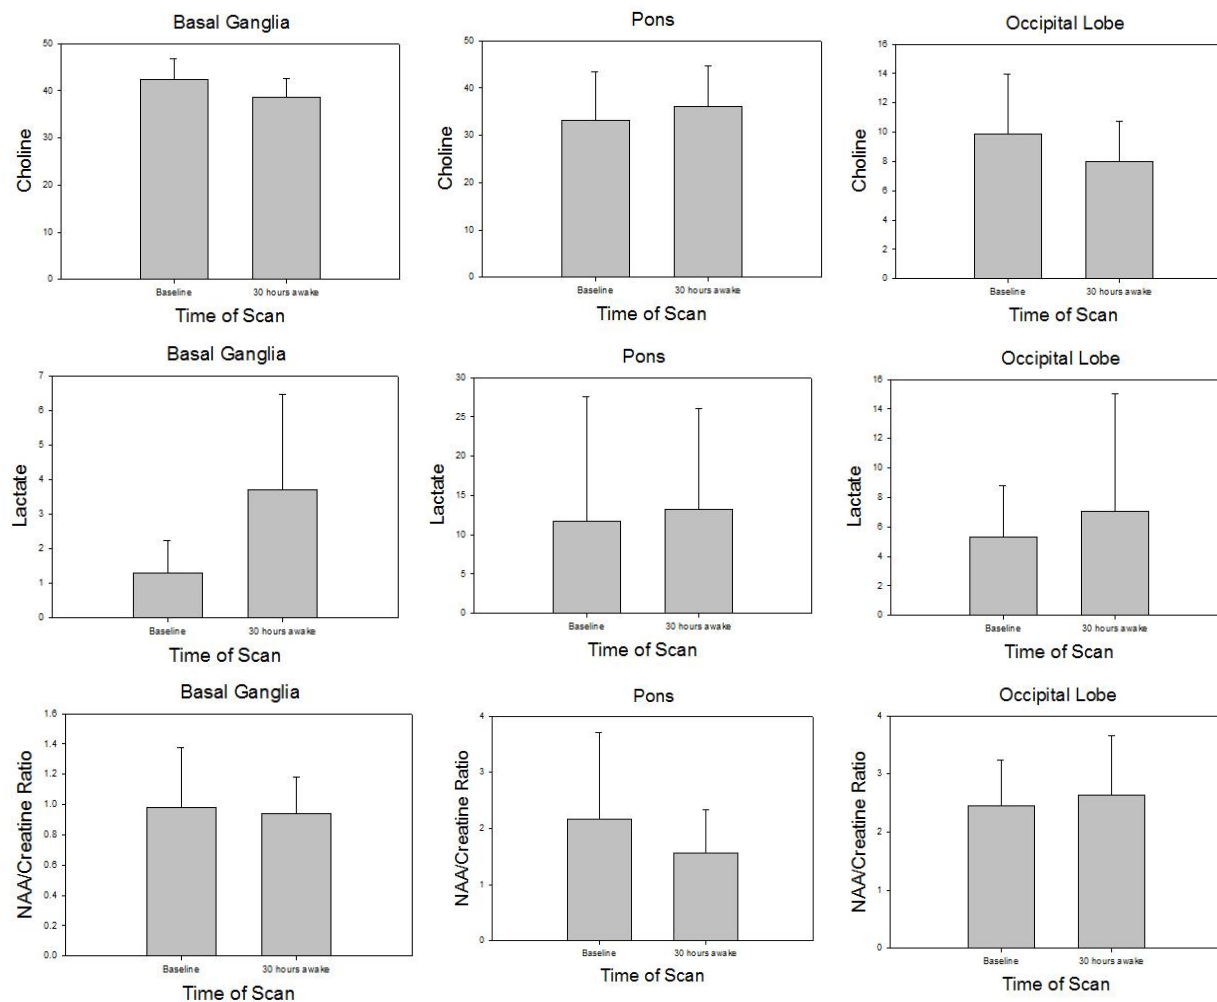 Basal Ganglia
Choline
50
40
30
20
10
0
Baseline 30 hours awake
Time of Scan
Pons
Choline
50
40
30
20
10
0
Baseline 30 hours awake
Time of Scan
Occipital Lobe
Choline
16
14
12
10
8
6
4
2
0
Baseline 30 hours awake
Time of Scan
Basal Ganglia
Lactate
7
6
5
4
3
2
1
0
Baseline 30 hours awake
Time of Scan
Pons
Lactate
30
25
20
15
10
5
0
Baseline 30 hours awake
Time of Scan
Occipital Lobe
Lactate
16
14
12
10
8
6
4
2
0
Baseline 30 hours awake
Time of Scan
Basal Ganglia
NAA/Creatine Ratio
1.6
1.4
1.2
1.0
0.8
0.6
0.4
0.2
0.0
Baseline 30 hours awake
Time of Scan
Pons
NAA/Creatine Ratio
4
3
2
1
0
Baseline 30 hours awake
Time of Scan
Occipital Lobe
NAA/Creatine Ratio
4
3
2
1
0
Baseline 30 hours awake
Time of Scan